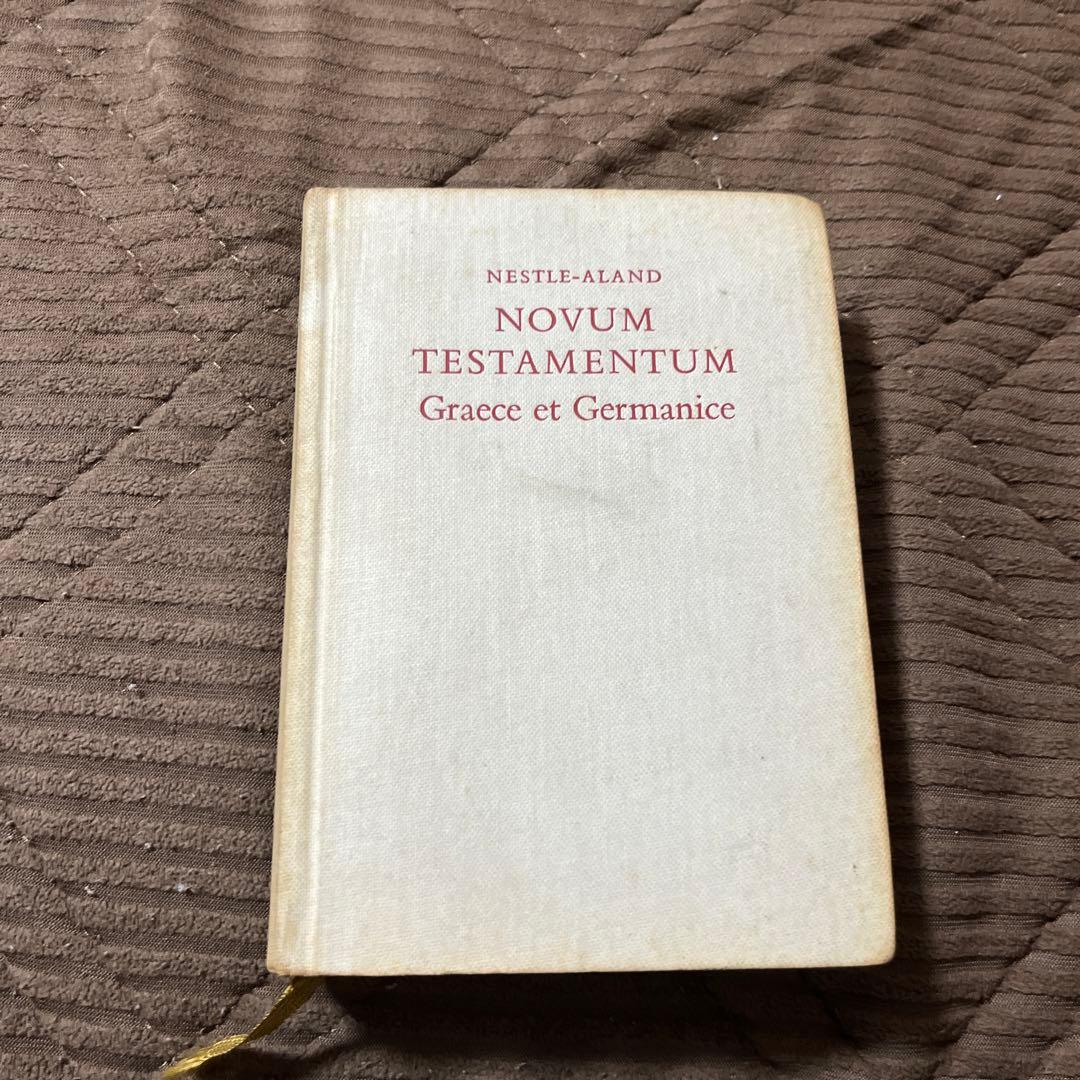 NESTLE-ALAND
NOVUM
TESTAMENTUM
Graece et Germanice